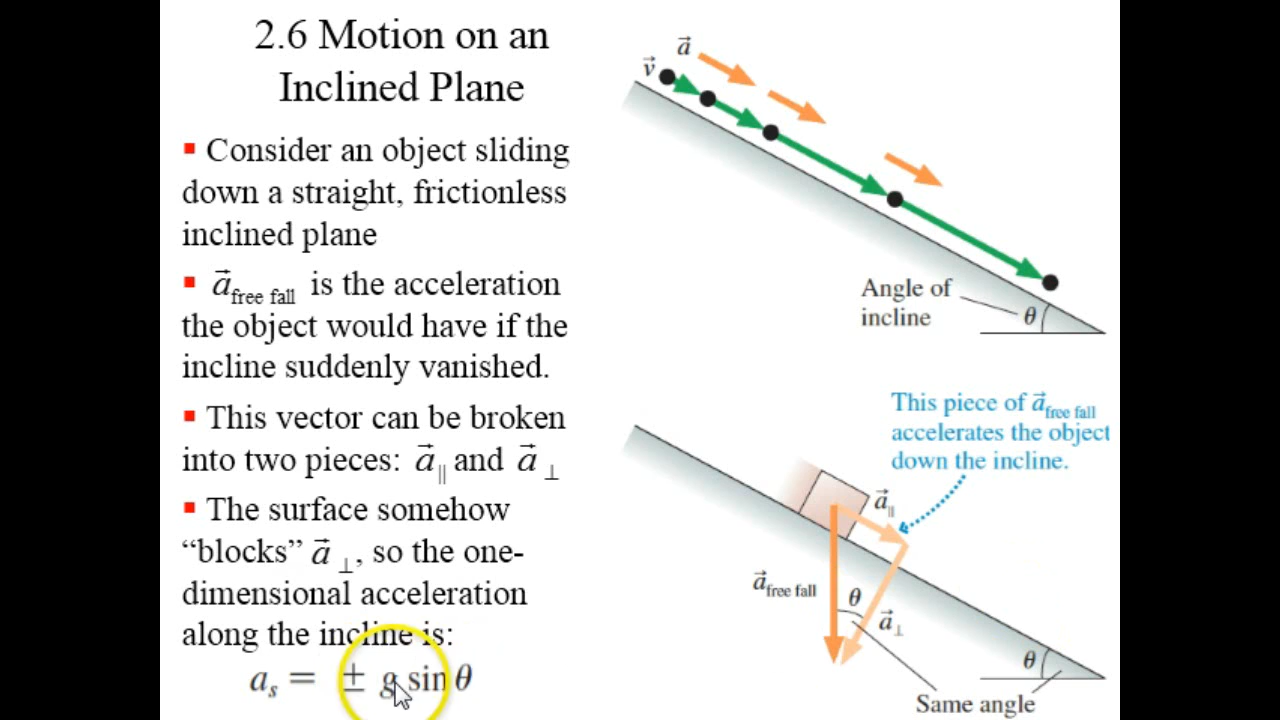 2.6 Motion on an
Inclined Plane
▪ Consider an object sliding
down a straight, frictionless
inclined plane
▪ a⃗ free fall is the acceleration
the object would have if the
incline suddenly vanished.
▪ This vector can be broken
into two pieces: a⃗ ∥ and a⃗ ⊥
▪ The surface somehow
“blocks” a⃗ ⊥, so the one-
dimensional acceleration
along the incline is:
a_s = ± g sin θ
a⃗
v⃗
Angle of
incline
θ
This piece of a⃗ free fall
accelerates the object
down the incline.
a⃗ ∥
a⃗ free fall
θ
a⃗ ⊥
θ
Same angle